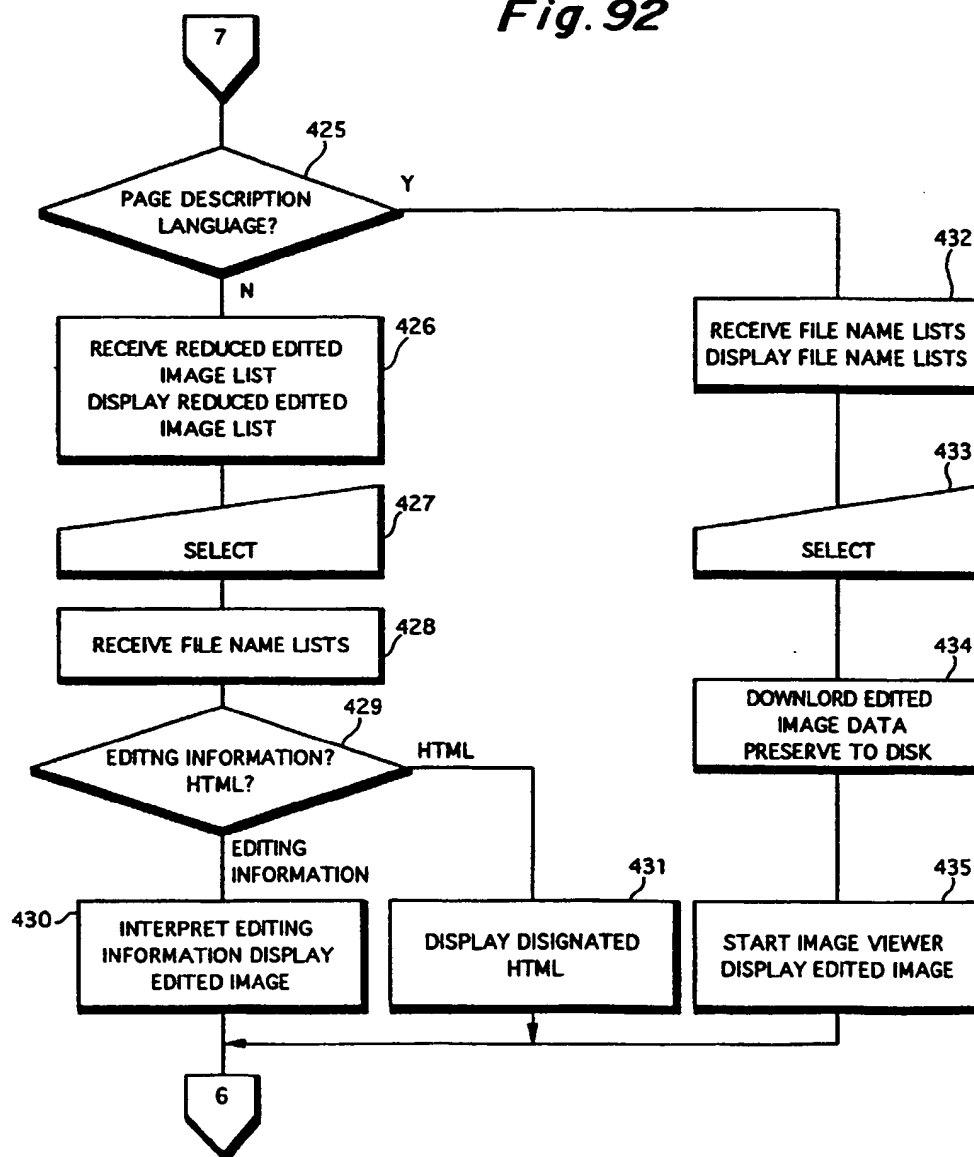 Fig. 92
7
425
PAGE DESCRIPTION
LANGUAGE?
Y
N
426
RECEIVE REDUCED EDITED
IMAGE LIST
DISPLAY REDUCED EDITED
IMAGE LIST
427
SELECT
428
RECEIVE FILE NAME LISTS
429
EDITNG INFORMATION?
HTML?
HTML
EDITING
INFORMATION
430
INTERPRET EDITING
INFORMATION DISPLAY
EDITED IMAGE
431
DISPLAY DISIGNATED
HTML
432
RECEIVE FILE NAME LISTS
DISPLAY FILE NAME LISTS
433
SELECT
434
DOWNLORD EDITED
IMAGE DATA
PRESERVE TO DISK
435
START IMAGE VIEWER
DISPLAY EDITED IMAGE
6